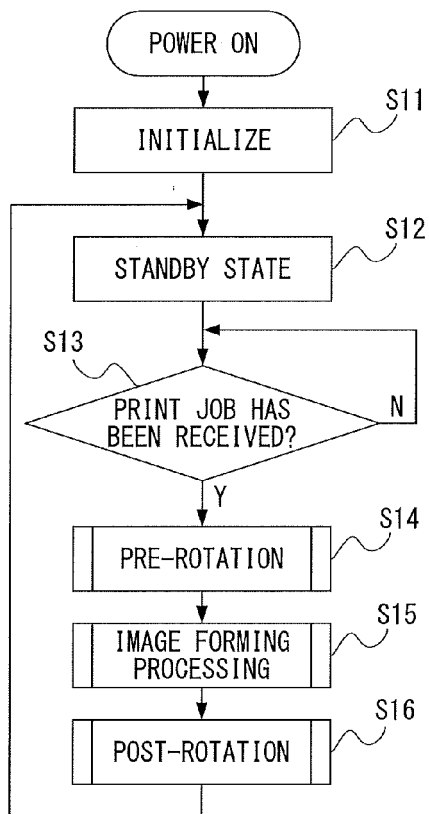 POWER ON
S11
INITIALIZE
S12
STANDBY STATE
S13
PRINT JOB HAS
BEEN RECEIVED?
N
Y
S14
PRE-ROTATION
S15
IMAGE FORMING
PROCESSING
S16
POST-ROTATION